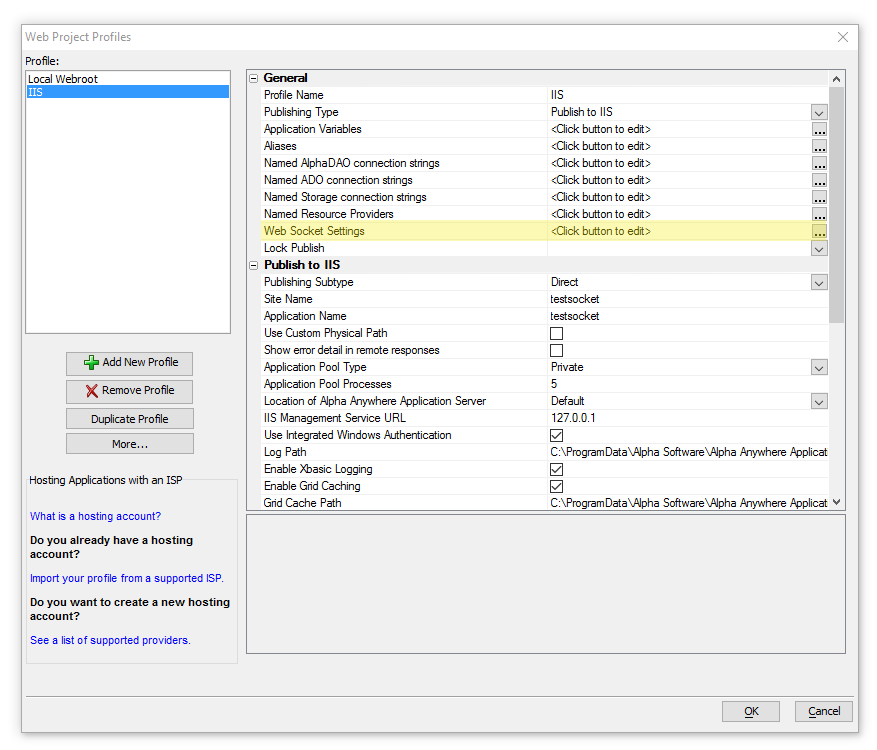 Web Project Profiles
Profile:
Local Webroot
IIS
Add New Profile
Remove Profile
Duplicate Profile
More...
Hosting Applications with an ISP
What is a hosting account?
Do you already have a hosting
account?
Import your profile from a supported ISP.
Do you want to create a new hosting
account?
See a list of supported providers.
General
Profile Name IIS
Publishing Type Publish to IIS
Application Variables <Click button to edit> ...
Aliases <Click button to edit> ...
Named AlphaDAO connection strings <Click button to edit> ...
Named ADO connection strings <Click button to edit> ...
Named Storage connection strings <Click button to edit> ...
Named Resource Providers <Click button to edit> ...
Web Socket Settings <Click button to edit> ...
Lock Publish
Publish to IIS
Publishing Subtype Direct
Site Name testsocket
Application Name testsocket
Use Custom Physical Path
Show error detail in remote responses
Application Pool Type Private
Application Pool Processes 5
Location of Alpha Anywhere Application Server Default
IIS Management Service URL 127.0.0.1
Use Integrated Windows Authentication
Log Path C:\ProgramData\Alpha Software\Alpha Anywhere Applicat
Enable Xbasic Logging
Enable Grid Caching
Grid Cache Path C:\ProgramData\Alpha Software\Alpha Anywhere Applicat
OK
Cancel